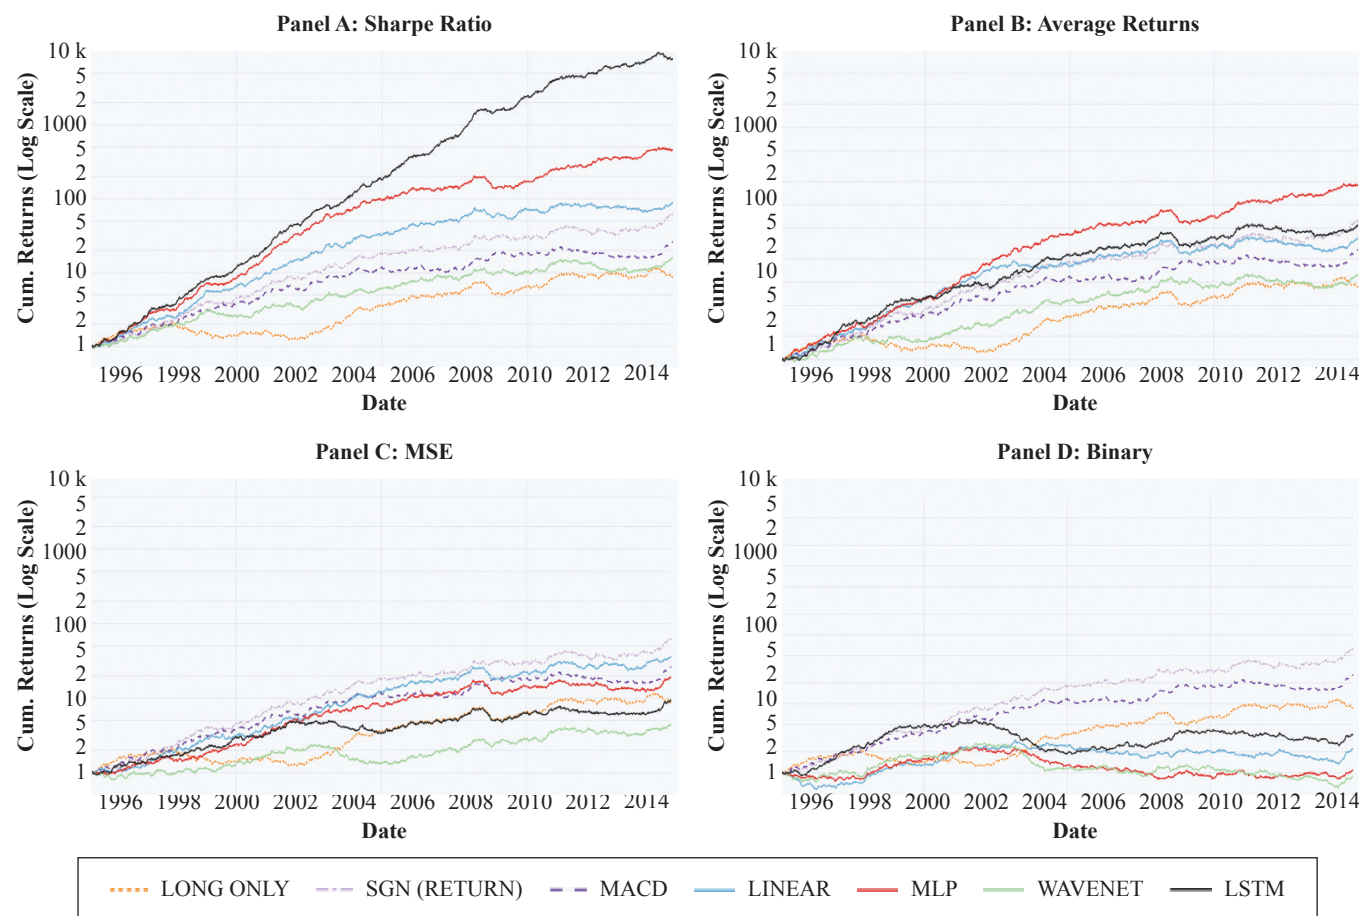 Panel A: Sharpe Ratio
Cum. Returns (Log Scale)
10 k
5
2
1000
5
2
100
5
2
10
5
2
1
1996 1998 2000 2002 2004 2006 2008 2010 2012 2014
Date
Panel B: Average Returns
Cum. Returns (Log Scale)
10 k
5
2
1000
5
2
100
5
2
10
5
2
1
1996 1998 2000 2002 2004 2006 2008 2010 2012 2014
Date
Panel C: MSE
Cum. Returns (Log Scale)
10 k
5
2
1000
5
2
100
5
2
10
5
2
1
1996 1998 2000 2002 2004 2006 2008 2010 2012 2014
Date
Panel D: Binary
Cum. Returns (Log Scale)
10 k
5
2
1000
5
2
100
5
2
10
5
2
1
1996 1998 2000 2002 2004 2006 2008 2010 2012 2014
Date
LONG ONLY SGN (RETURN) MACD LINEAR MLP WAVENET LSTM